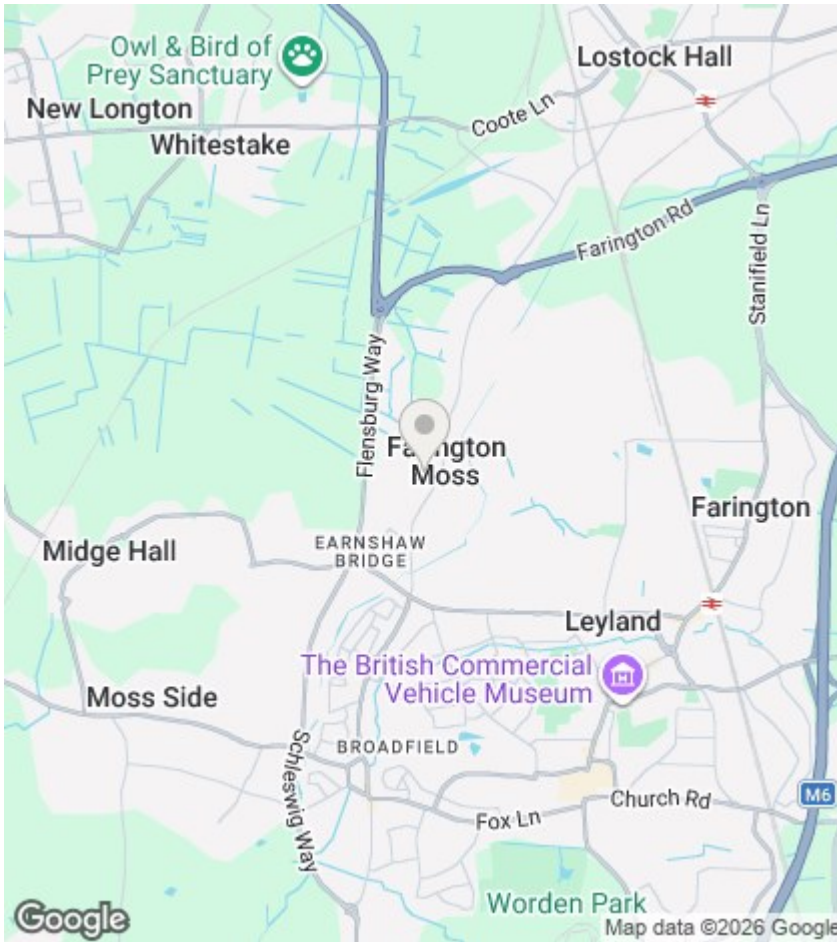 Owl & Bird of
Prey Sanctuary
Lostock Hall
New Longton
Coote Ln
Whitestake
Farington Rd
Stanifield Ln
Flensburg Way
Farington
Moss
Farington
EARNSHAW
BRIDGE
Midge Hall
Leyland
The British Commercial
Vehicle Museum
Moss Side
BROADFIELD
Schleswig Way
M6
Church Rd
Fox Ln
Worden Park
Google
Map data ©2026 Google